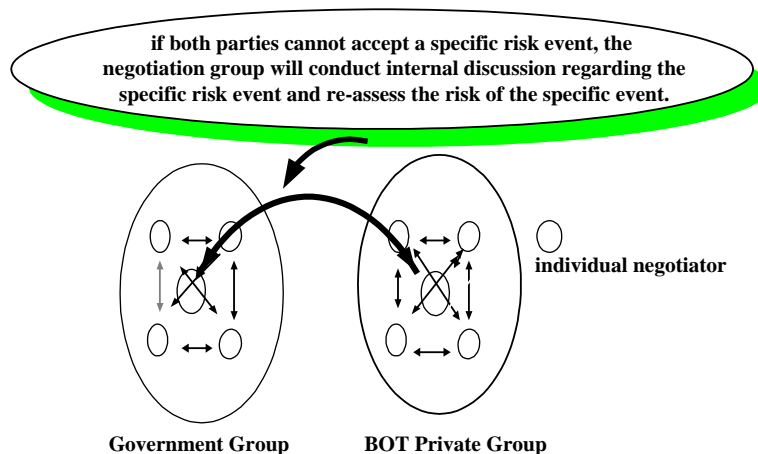 if both parties cannot accept a specific risk event, the
negotiation group will conduct internal discussion regarding the
specific risk event and re-assess the risk of the specific event.
individual negotiator
Government Group
BOT Private Group